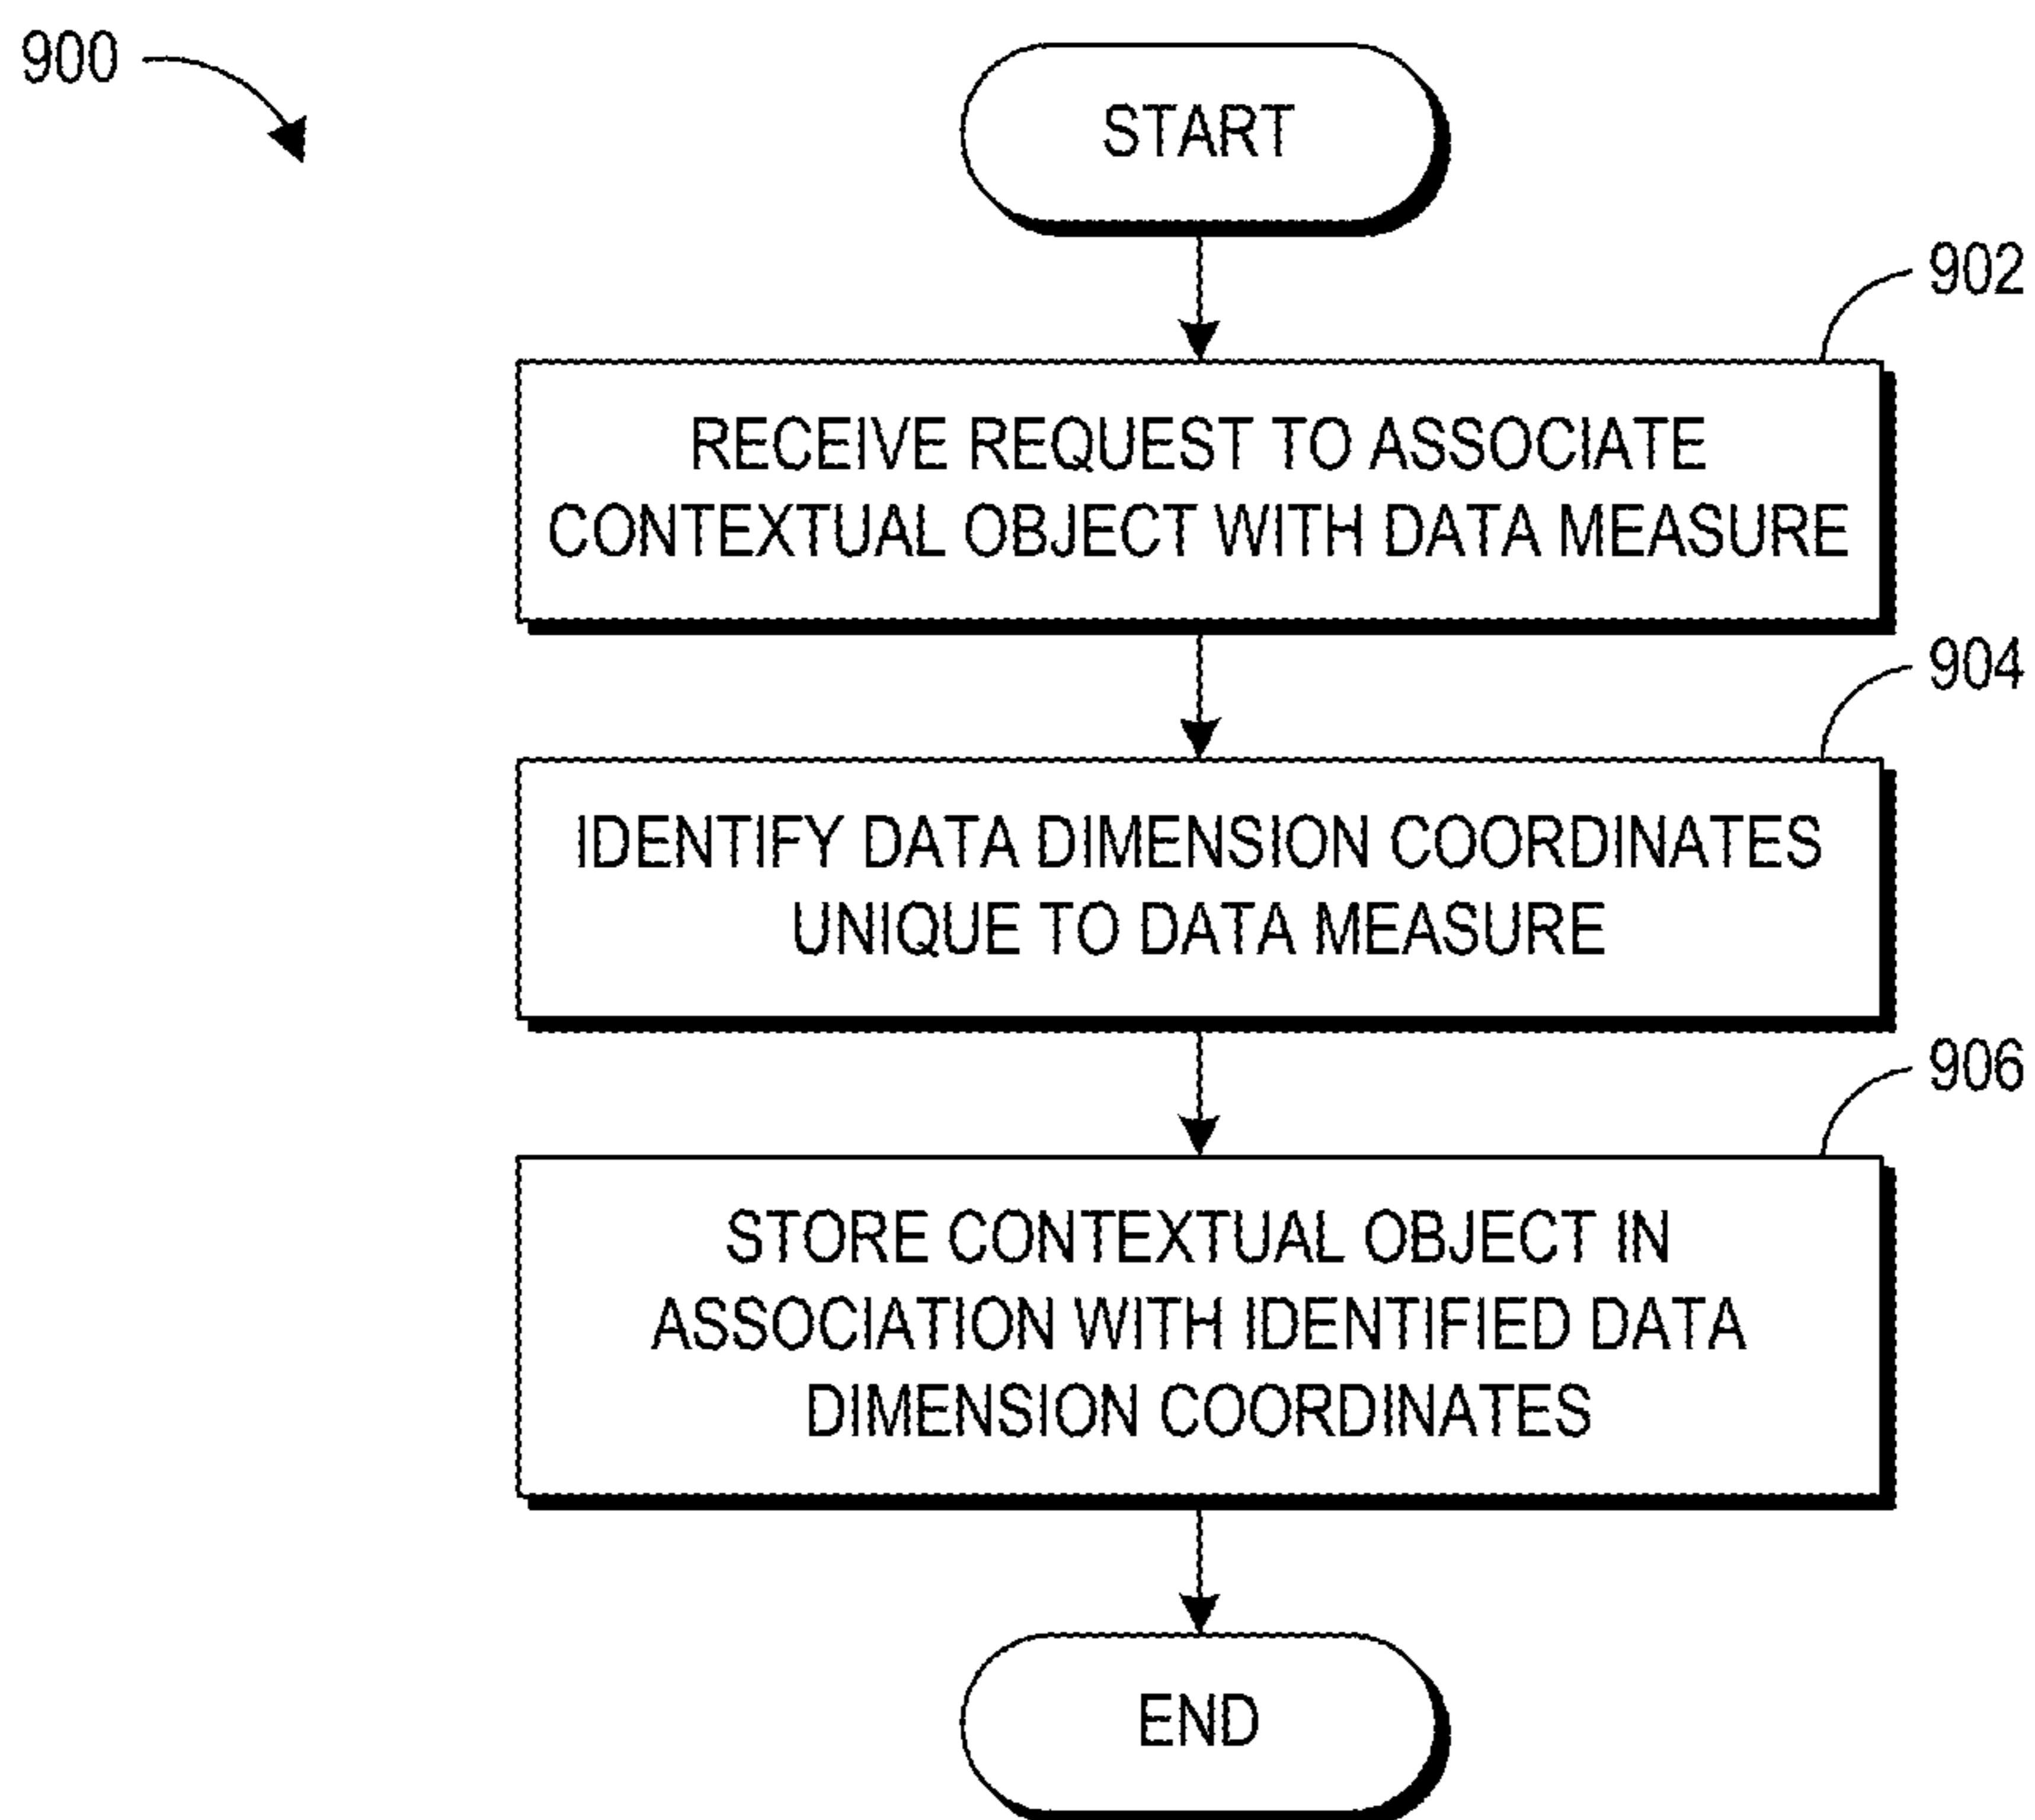 900
START
902
RECEIVE REQUEST TO ASSOCIATE
CONTEXTUAL OBJECT WITH DATA MEASURE
904
IDENTIFY DATA DIMENSION COORDINATES
UNIQUE TO DATA MEASURE
906
STORE CONTEXTUAL OBJECT IN
ASSOCIATION WITH IDENTIFIED DATA
DIMENSION COORDINATES
END